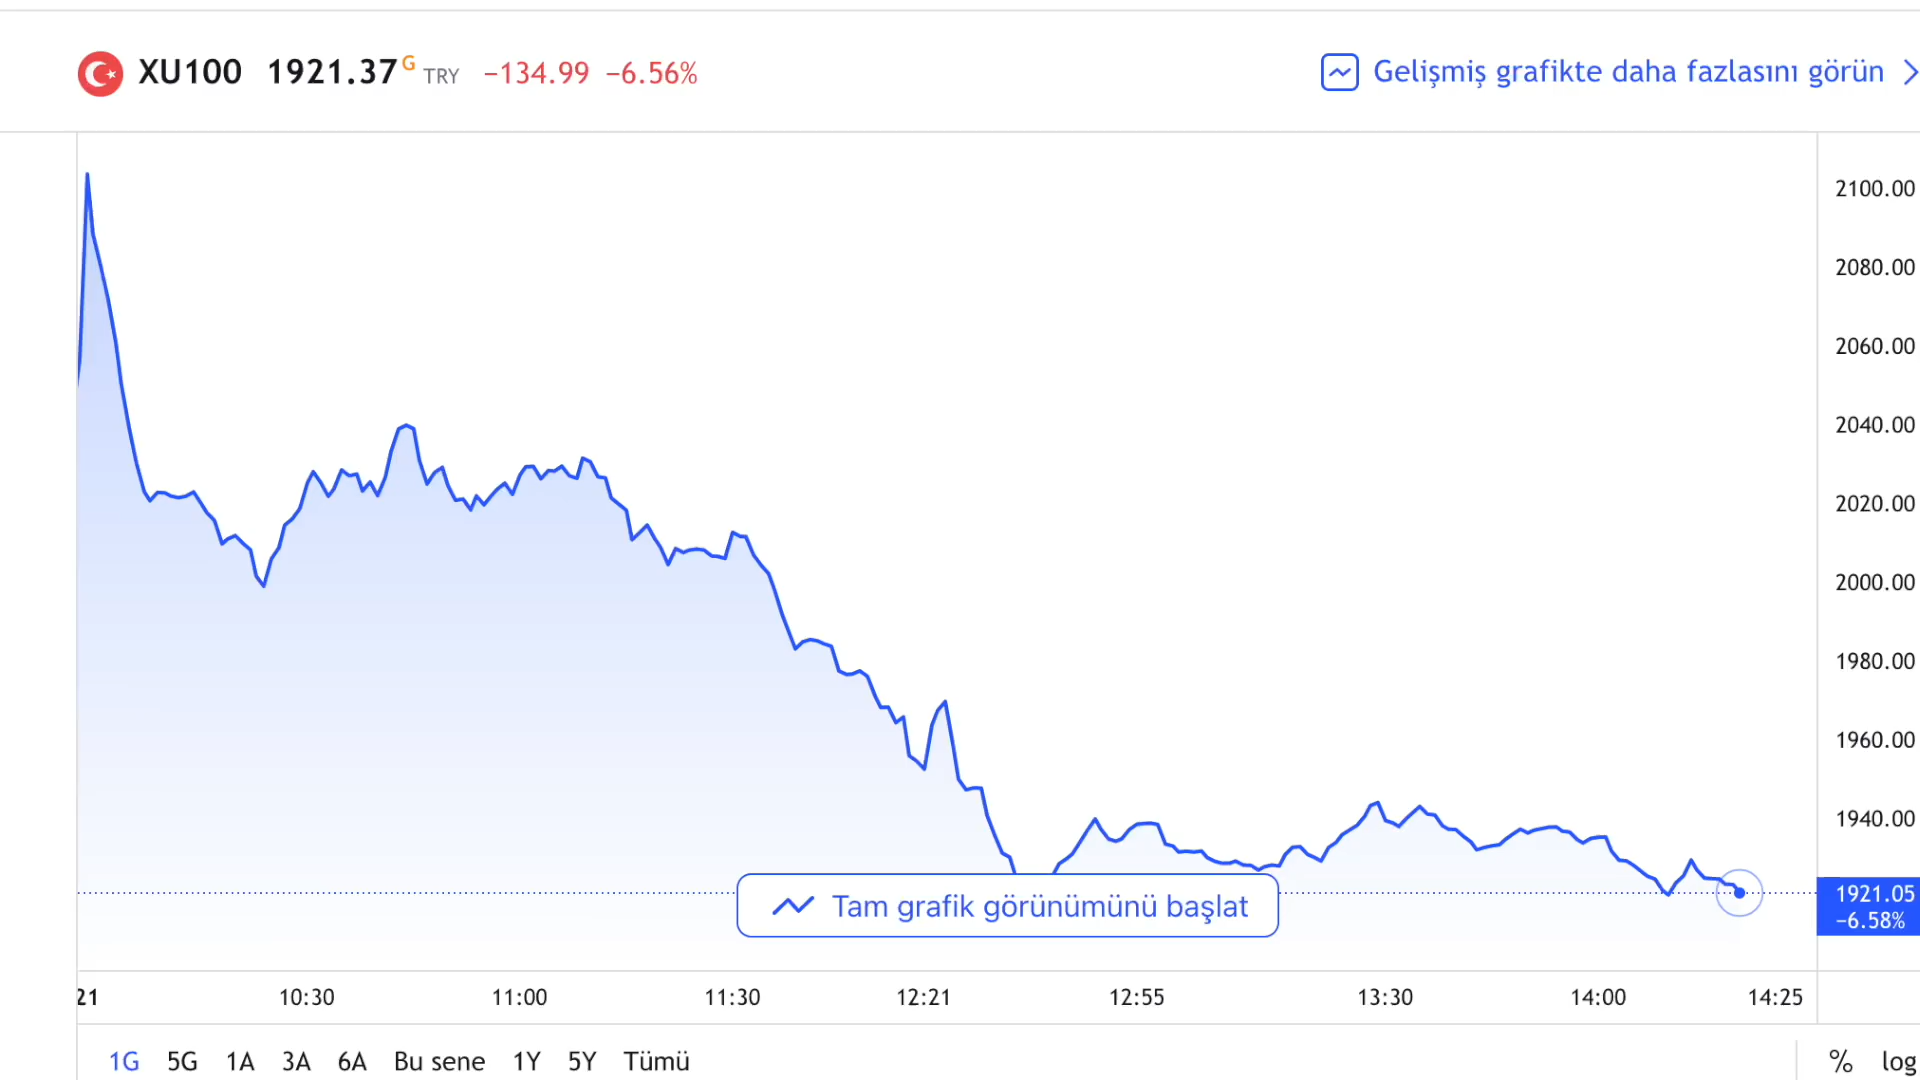 XU100 1921.37 G TRY −134.99 −6.56% Gelişmiş grafikte daha fazlasını görün
2100.00
2080.00
2060.00
2040.00
2020.00
2000.00
1980.00
1960.00
1940.00
1921.05
−6.58%
Tam grafik görünümünü başlat
21 10:30 11:00 11:30 12:21 12:55 13:30 14:00 14:25
1G 5G 1A 3A 6A Bu sene 1Y 5Y Tümü % log